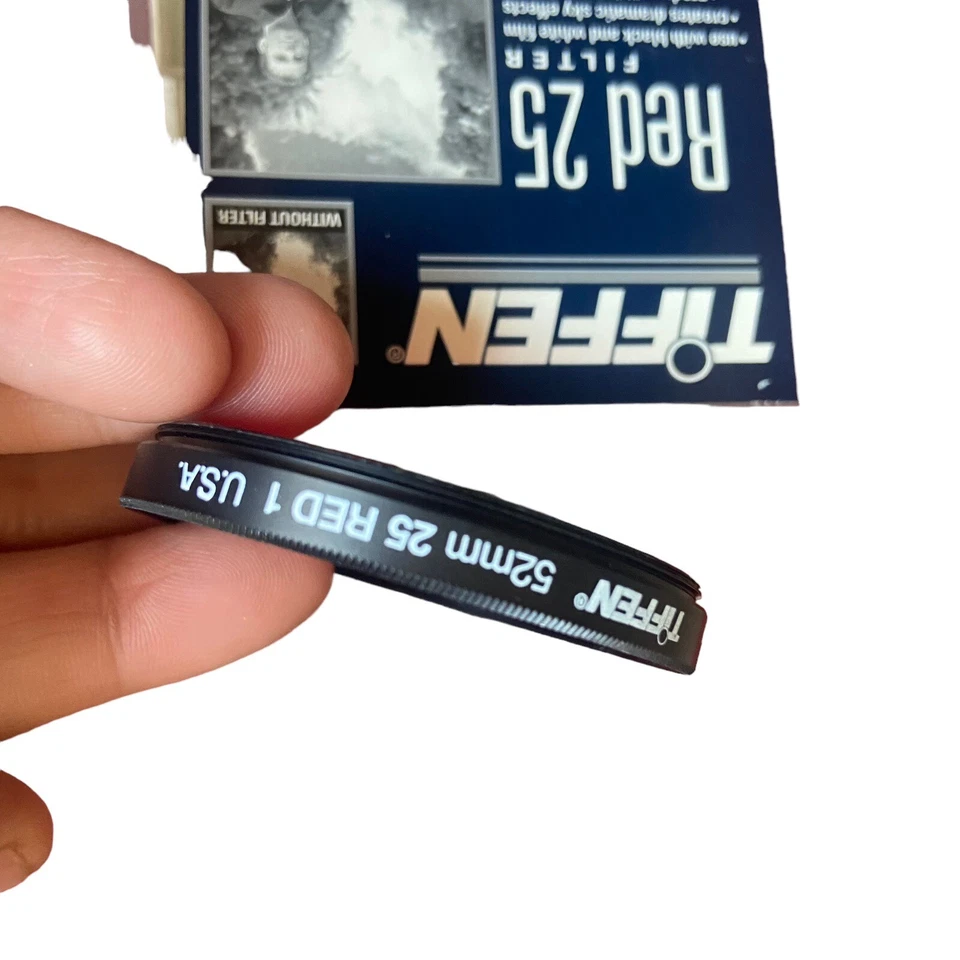 TIFFEN®
WITHOUT FILTER
Red 25
FILTER
• use with black and white film
• creates dramatic sky effects
TIFFEN® 52mm 25 RED 1 U.S.A.